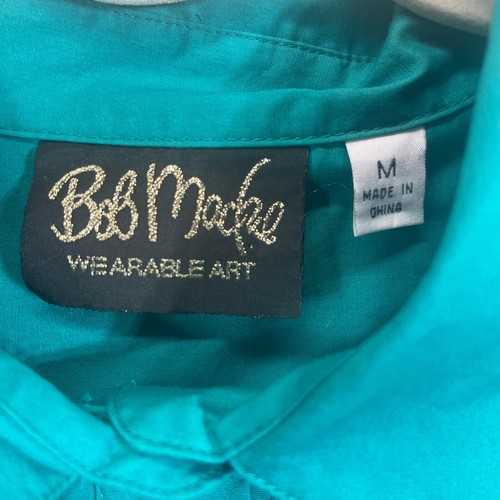 Bob Mackie
WEARABLE ART
M
MADE IN
CHINA